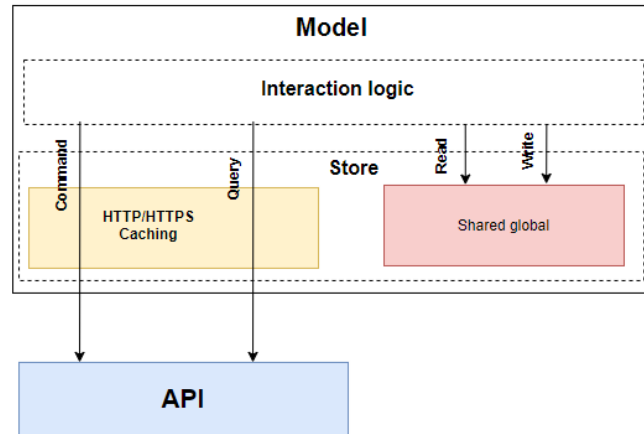 Model
Interaction logic
Command
Query
Read
Write
Store
HTTP/HTTPS
Caching
Shared global
API